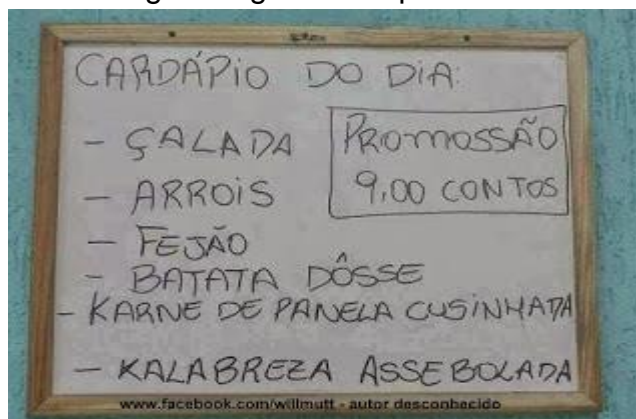 CARDÁPIO DO DIA:
- ÇALADA
PROMOSSÃO
9,00 CONTOS
- ARROIS
- FEJÃO
- BATATA DÔSSE
- KARNE DE PANELA CUSINHADA
- KALABREZA ASSEBOLADA
www.facebook.com/willmutt - autor desconhecido